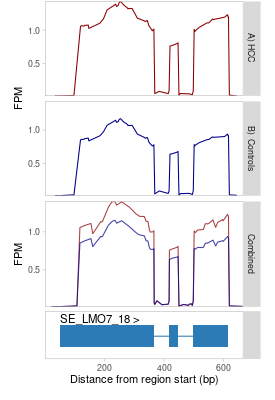 1.0
0.5
A) HCC
FPM
1.0
0.5
B) Controls
1.0
0.5
Combined
FPM
SE_LMO7_18 >
200
400
600
Distance from region start (bp)